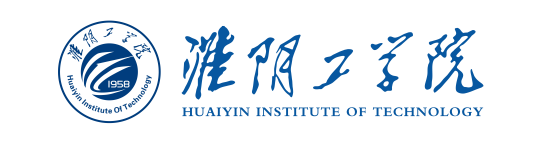 淮阴工学院
1958
Huaiyin Institute Of Technology
淮阴工学院
HUAIYIN INSTITUTE OF TECHNOLOGY